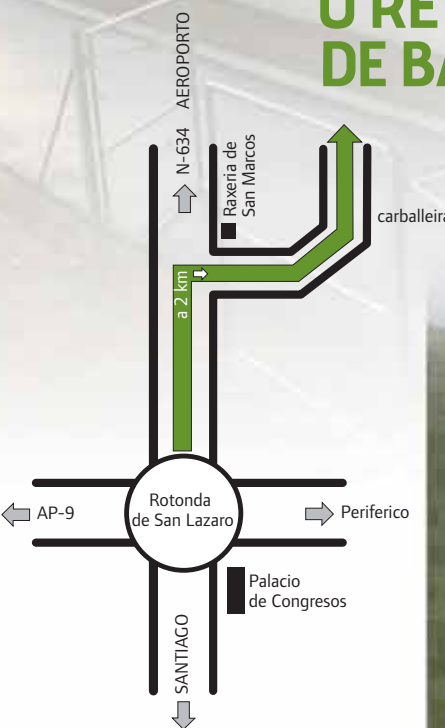 O RE
DE BA
N-634 AEROPORTO
Raxeria de
San Marcos
carballeira
a 2 km
AP-9
Rotonda
de San Lazaro
Periferico
Palacio
de Congresos
SANTIAGO